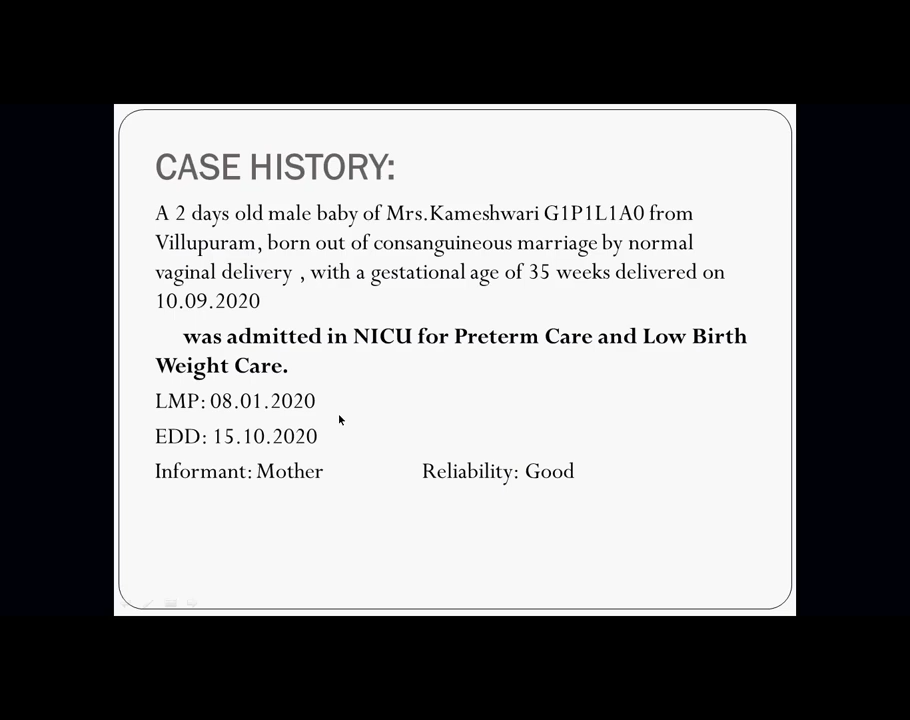 CASE HISTORY:
A 2 days old male baby of Mrs.Kameshwari G1P1L1A0 from
Villupuram, born out of consanguineous marriage by normal
vaginal delivery , with a gestational age of 35 weeks delivered on
10.09.2020
was admitted in NICU for Preterm Care and Low Birth
Weight Care.
LMP: 08.01.2020
EDD: 15.10.2020
Informant: Mother Reliability: Good